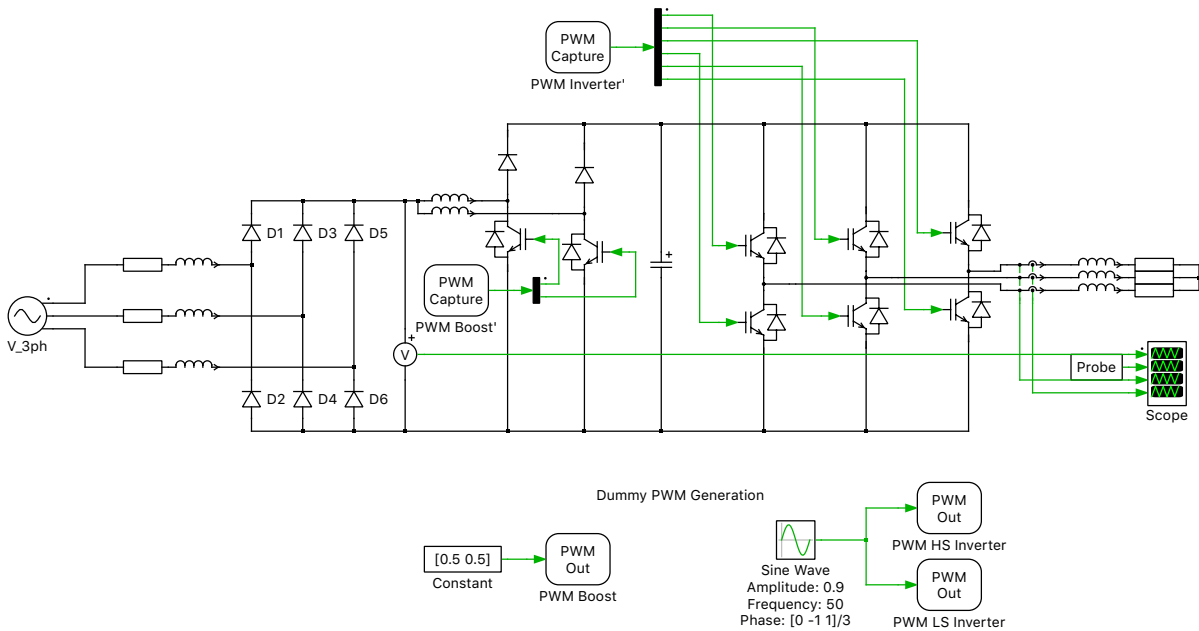 PWM
Capture
PWM Inverter'
D1
D3
D5
PWM
Capture
PWM Boost'
+
+
V_3ph
V
D2
D4
D6
Probe
Scope
Dummy PWM Generation
[0.5 0.5]
Constant
PWM
Out
PWM Boost
Sine Wave
Amplitude: 0.9
Frequency: 50
Phase: [0 -1 1]/3
PWM
Out
PWM HS Inverter
PWM
Out
PWM LS Inverter